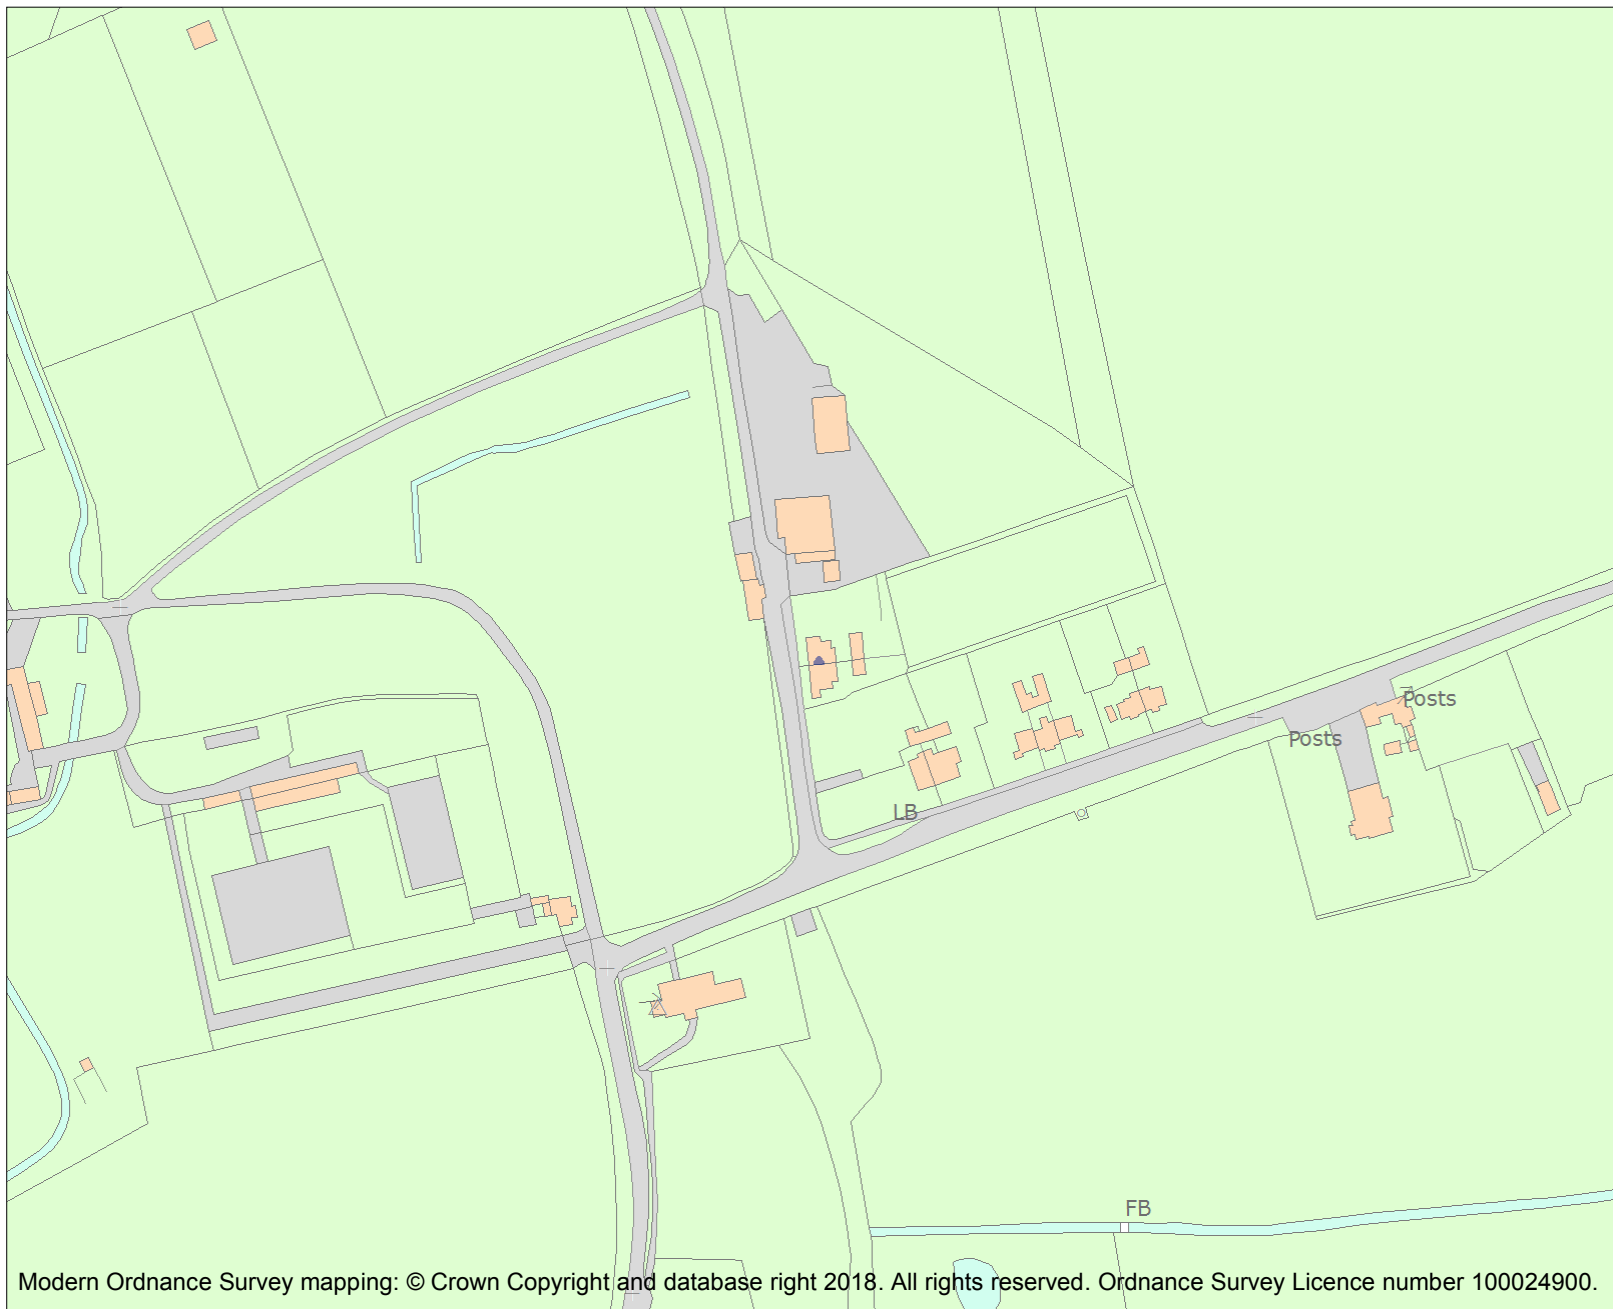 Posts
Posts
LB
FB
Modern Ordnance Survey mapping: © Crown Copyright and database right 2018. All rights reserved. Ordnance Survey Licence number 100024900.